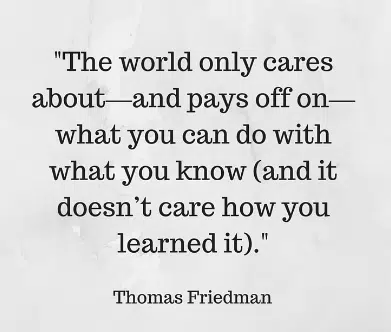 "The world only cares
about—and pays off on—
what you can do with
what you know (and it
doesn’t care how you
learned it)."
Thomas Friedman